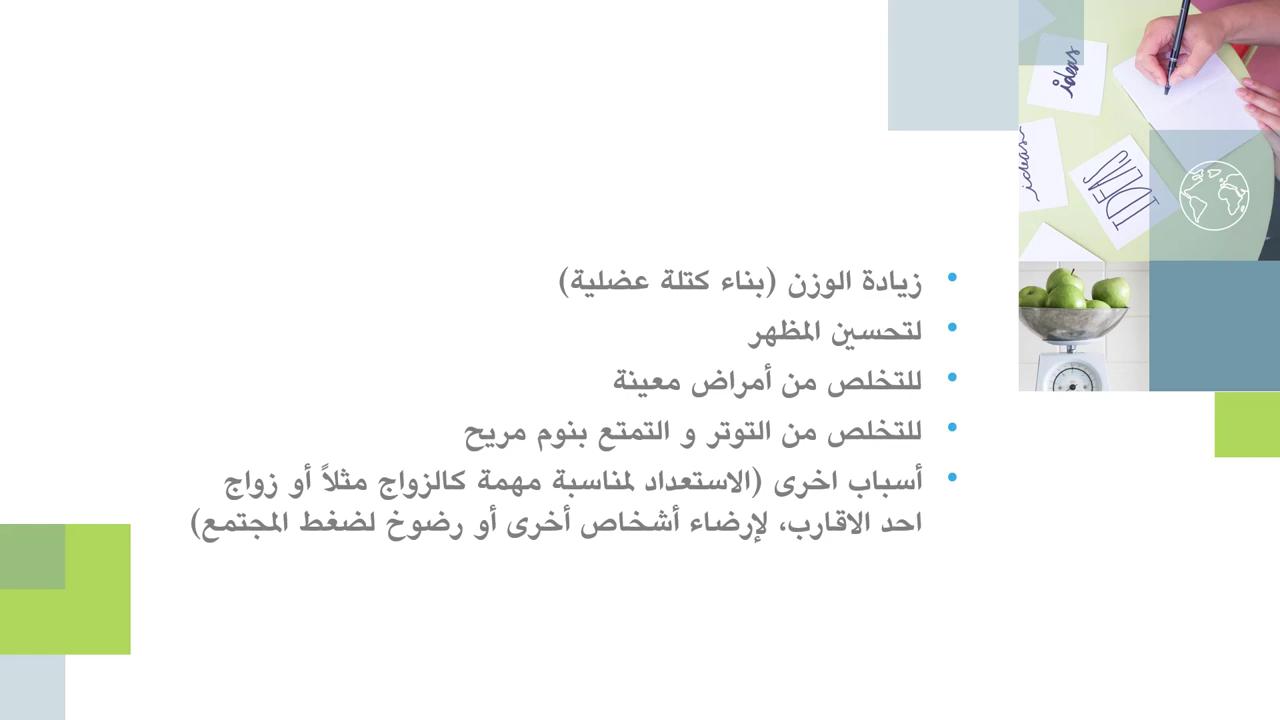 • زيادة الوزن (بناء كتلة عضلية)
• لتحسين المظهر
• للتخلص من أمراض معينة
• للتخلص من التوتر و التمتع بنوم مريح
• أسباب اخرى (الاستعداد لمناسبة مهمة كالزواج مثلاً أو زواج
احد الاقارب، لإرضاء أشخاص أخرى أو رضوخ لضغط المجتمع)
ideas
ideas
IDEAS